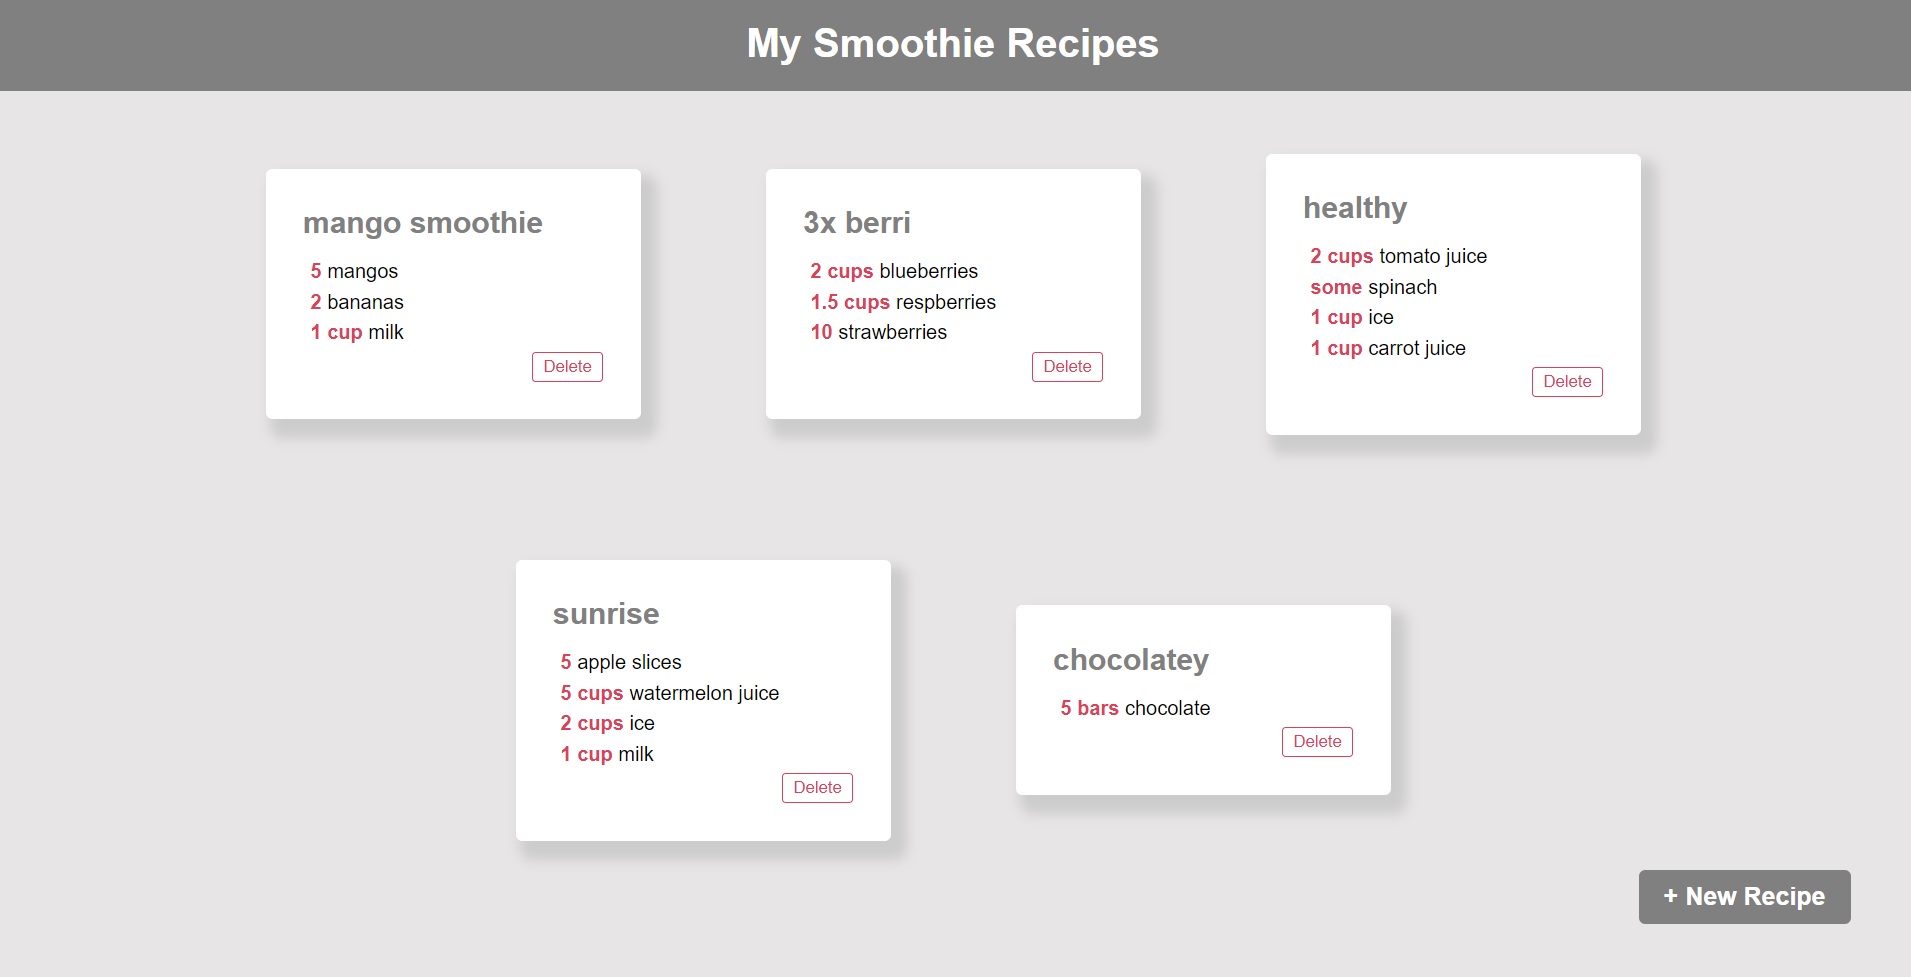 My Smoothie Recipes
mango smoothie
5 mangos
2 bananas
1 cup milk
Delete
3x berri
2 cups blueberries
1.5 cups respberries
10 strawberries
Delete
healthy
2 cups tomato juice
some spinach
1 cup ice
1 cup carrot juice
Delete
sunrise
5 apple slices
5 cups watermelon juice
2 cups ice
1 cup milk
Delete
chocolatey
5 bars chocolate
Delete
+ New Recipe